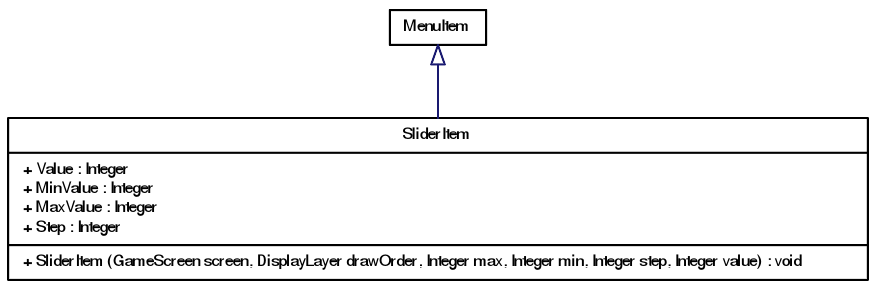 MenuItem
SliderItem
+ Value : Integer
+ MinValue : Integer
+ MaxValue : Integer
+ Step : Integer
+ SliderItem (GameScreen screen, DisplayLayer drawOrder, Integer max, Integer min, Integer step, Integer value) : void